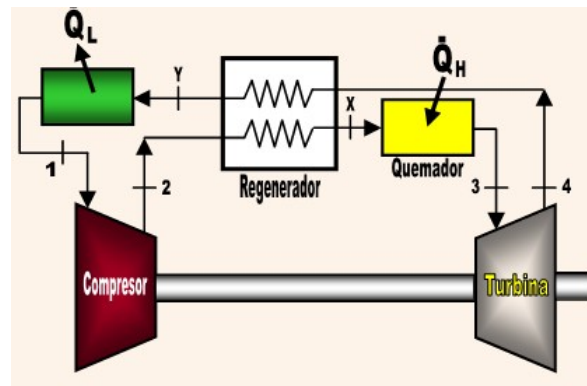 Q̇L
Q̇H
Y
X
1
2
Regenerador
Quemador
3
4
Compresor
Turbina